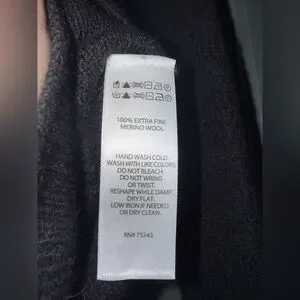 100% EXTRA FINE
MERINO WOOL
HAND WASH COLD.
WASH WITH LIKE COLORS.
DO NOT BLEACH.
DO NOT WRING
OR TWIST.
RESHAPE WHILE DAMP.
DRY FLAT.
LOW IRON IF NEEDED
OR DRY CLEAN.
RN# 75343